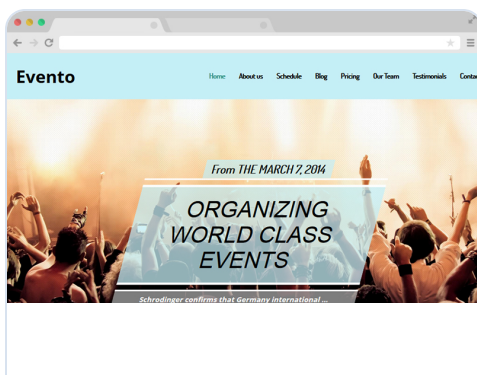 Evento
Home About us Schedule Blog Pricing Our Team Testimonials Contac
From THE MARCH 7, 2014
ORGANIZING
WORLD CLASS
EVENTS
Schrodinger confirms that Germany international ...